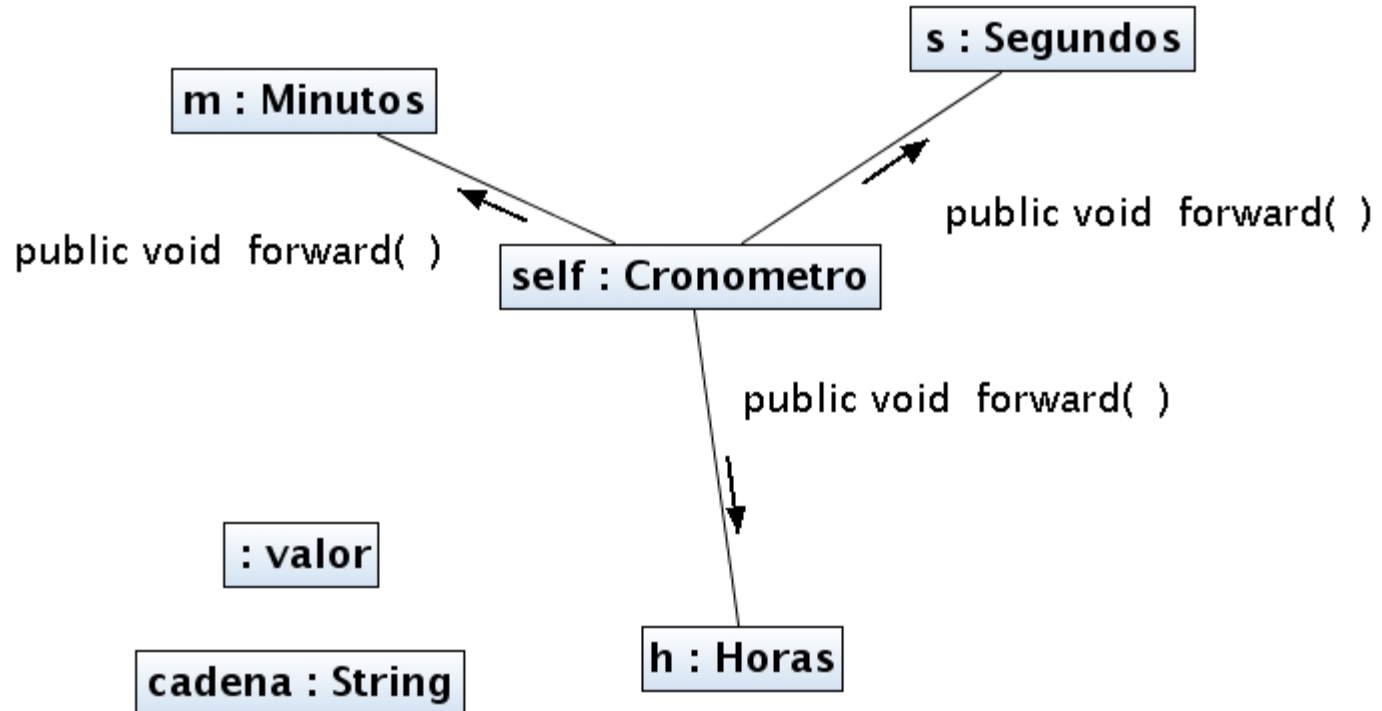 s : Segundos
m : Minutos
public void forward( )
public void forward( )
self : Cronometro
public void forward( )
: valor
h : Horas
cadena : String